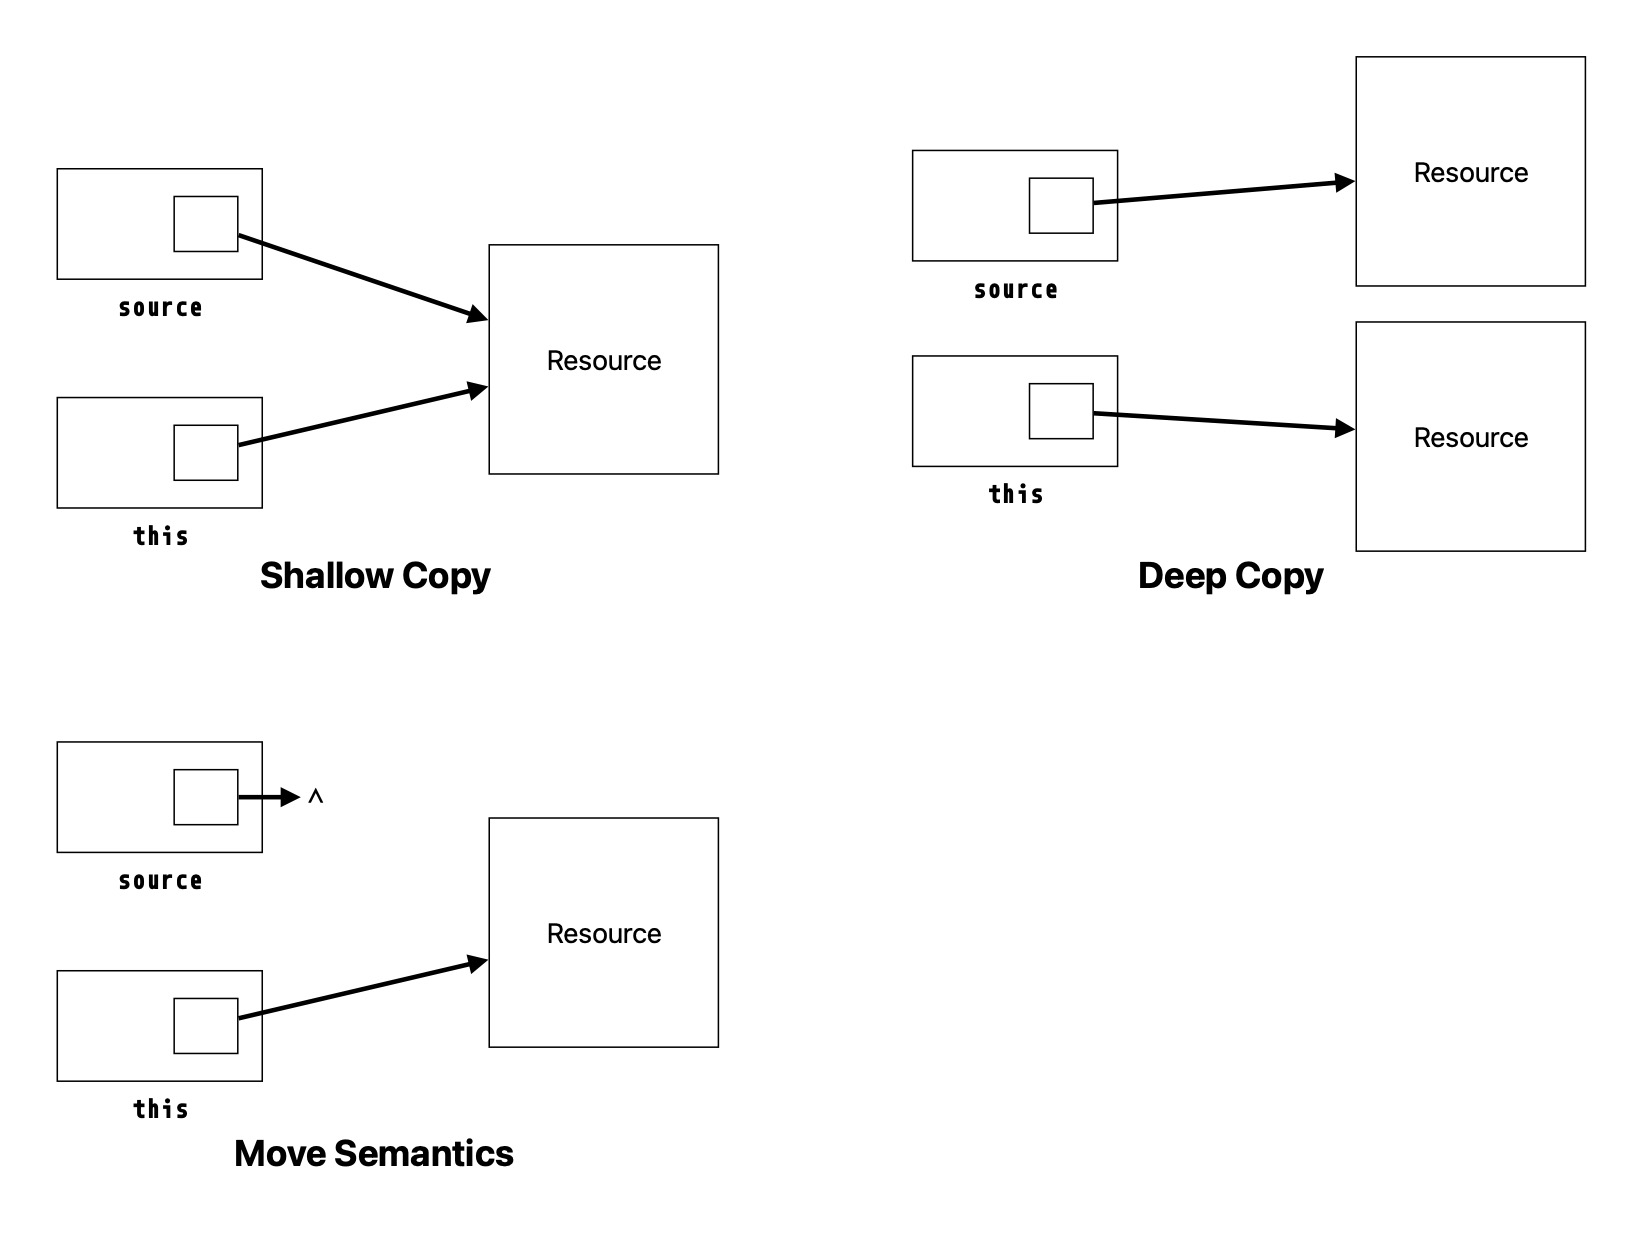 source
Resource
this
Shallow Copy
source
Resource
this
Resource
Deep Copy
source
^
Resource
this
Move Semantics